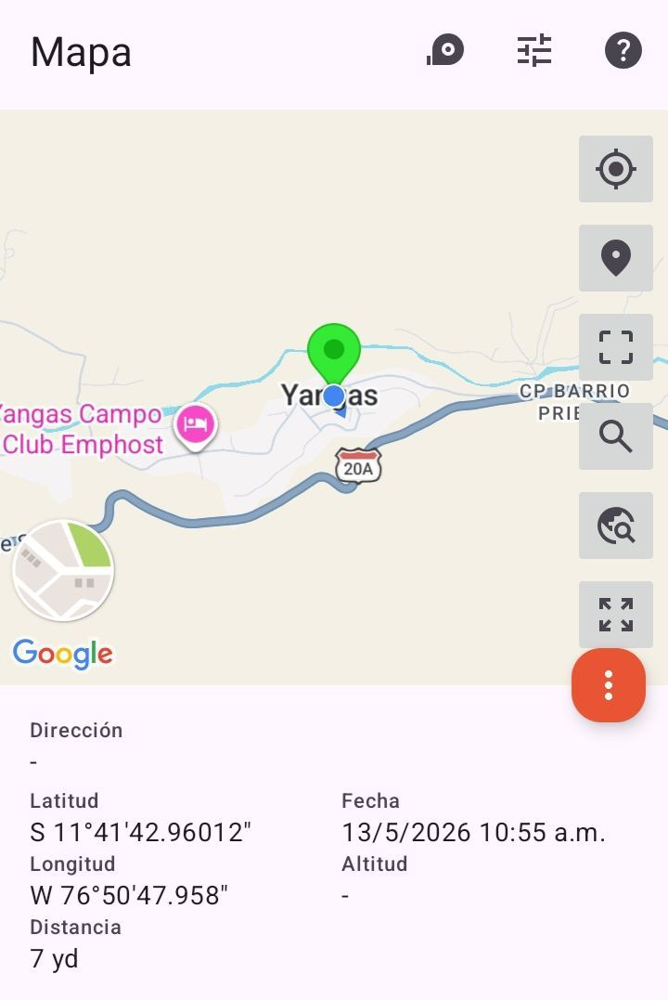 Mapa
Yangas
CP BARRIO
Yangas Campo
Club Emphost
20A
Google
Dirección
-
Latitud
S 11°41'42.96012"
Fecha
13/5/2026 10:55 a.m.
Longitud
W 76°50'47.958"
Altitud
-
Distancia
7 yd